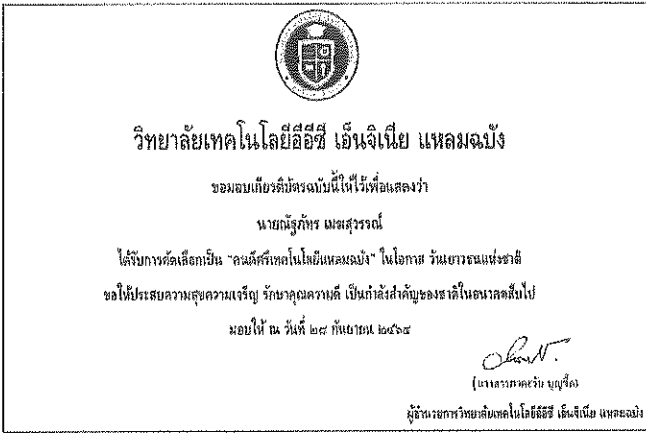 วิทยาลัยเทคโนโลยีอีอีซี เอ็นจิเนีย แหลมฉบัง
ขอมอบเกียรติบัตรฉบับนี้ให้ไว้เพื่อแสดงว่า
นายณัฐภัทร เมฆสุวรรณ์
ได้รับการคัดเลือกเป็น "คนดีศรีเทคโนโลยีแหลมฉบัง" ในโอกาส วันเยาวชนแห่งชาติ
ขอให้ประสบความสุขความเจริญ รักษาคุณความดี เป็นกำลังสำคัญของชาติในอนาคตสืบไป
มอบให้ ณ วันที่ ๒๘ กันยายน ๒๕๖๔
บุญชื่อ)
ผู้อำนวยการวิทยาลัยเทคโนโลยีอีอีซี เอ็นจิเนีย แหลมฉบัง